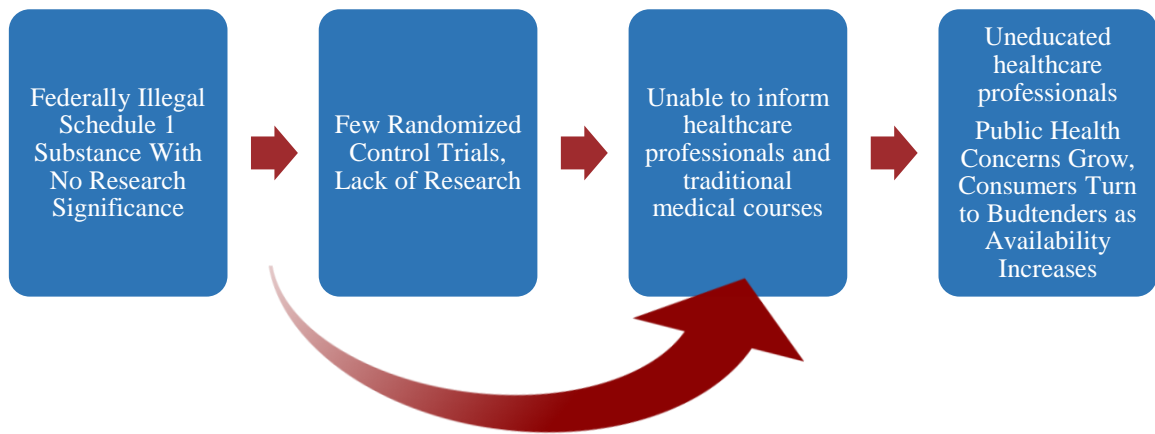 Federally Illegal
Schedule 1
Substance With
No Research
Significance
Few Randomized
Control Trials,
Lack of Research
Unable to inform
healthcare
professionals and
traditional
medical courses
Uneducated
healthcare
professionals
Public Health
Concerns Grow,
Consumers Turn
to Budtenders as
Availability
Increases